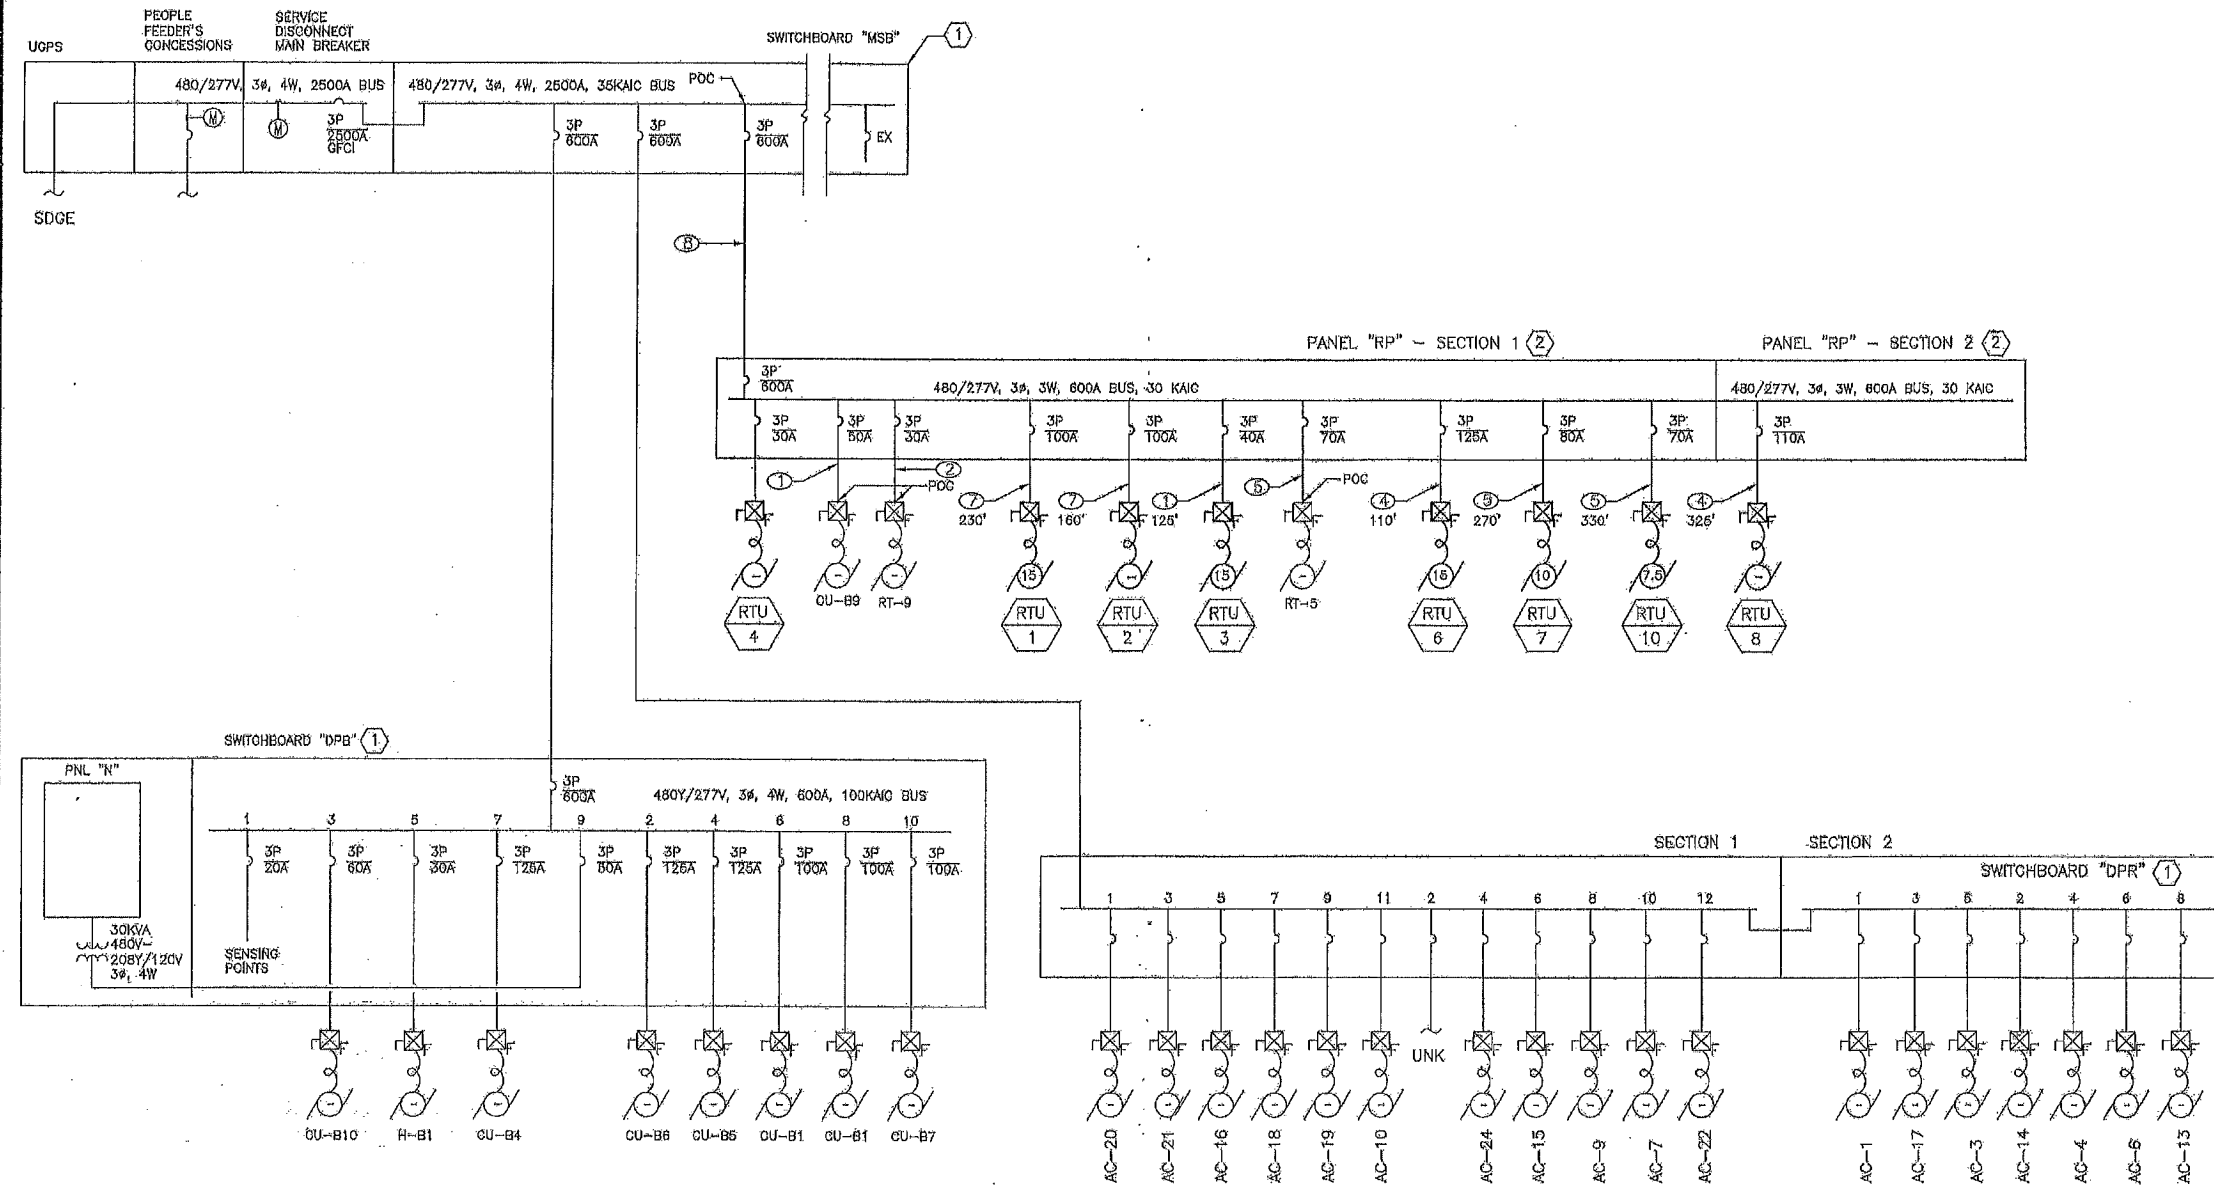 UGPS
PEOPLE
FEEDER'S
CONCESSIONS
SERVICE
DISCONNECT
MAIN BREAKER
SWITCHBOARD "MSB"
1
480/277V, 3ø, 4W, 2500A BUS
480/277V, 3ø, 4W, 2500A, 35KAIC BUS
POC
M
M
3P
2500A
GFCI
3P
600A
3P
600A
3P
600A
EX
SDGE
8
PANEL "RP" - SECTION 1
2
PANEL "RP" - SECTION 2
2
3P
600A
480/277V, 3ø, 3W, 600A BUS, 30 KAIC
480/277V, 3ø, 3W, 600A BUS, 30 KAIC
3P
30A
3P
50A
3P
30A
3P
100A
3P
100A
3P
40A
3P
70A
3P
125A
3P
80A
3P
70A
3P
110A
1
2
POC
7
230'
7
160'
1
125'
5
POC
4
110'
270'
5
330'
4
325'
-
-
-
15
-
15
-
15
10
7.5
-
CU-B9
RT-9
RT-5
RTU
4
RTU
1
RTU
2
RTU
3
RTU
6
RTU
7
RTU
10
RTU
8
SWITCHBOARD "DPB"
1
PNL "N"
3P
600A
480Y/277V, 3ø, 4W, 600A, 100KAIC BUS
1 3 5 7 9 2 4 6 8 10
3P
20A
3P
60A
3P
30A
3P
125A
3P
50A
3P
125A
3P
125A
3P
100A
3P
100A
3P
100A
30KVA
480V-
208Y/120V
3ø, 4W
SENSING
POINTS
CU-B10
H-B1
CU-B4
CU-B6
CU-B5
CU-B1
CU-B1
CU-B7
SECTION 1
SECTION 2
SWITCHBOARD "DPR"
1
1 3 5 7 9 11 2 4 6 8 10 12
1 3 5 2 4 6 8
UNK
AC-20
AC-21
AC-16
AC-18
AC-19
AC-10
AC-24
AC-15
AC-9
AC-7
AC-22
AC-1
AC-17
AC-3
AC-14
AC-4
AC-6
AC-13